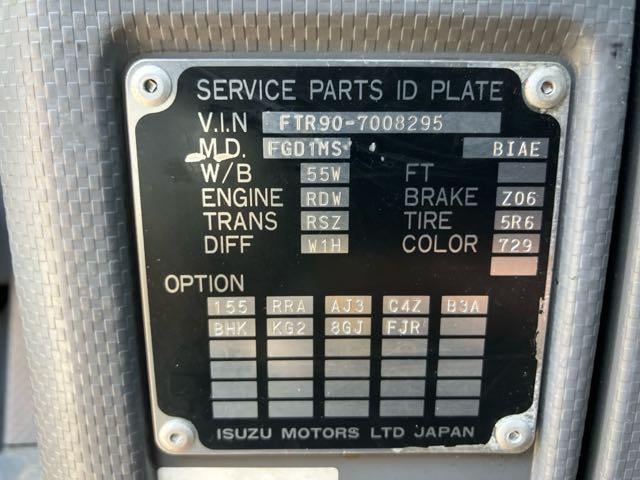 SERVICE PARTS ID PLATE
V.I.N FTR90-7008295
M.D. FGD1MS BIAE
W/B 55W FT
ENGINE RDW BRAKE Z06
TRANS RSZ TIRE 5R6
DIFF W1H COLOR 729
OPTION
155 RRA AJ3 C4Z B3A
BHK KG2 8GJ FJR
ISUZU MOTORS LTD JAPAN